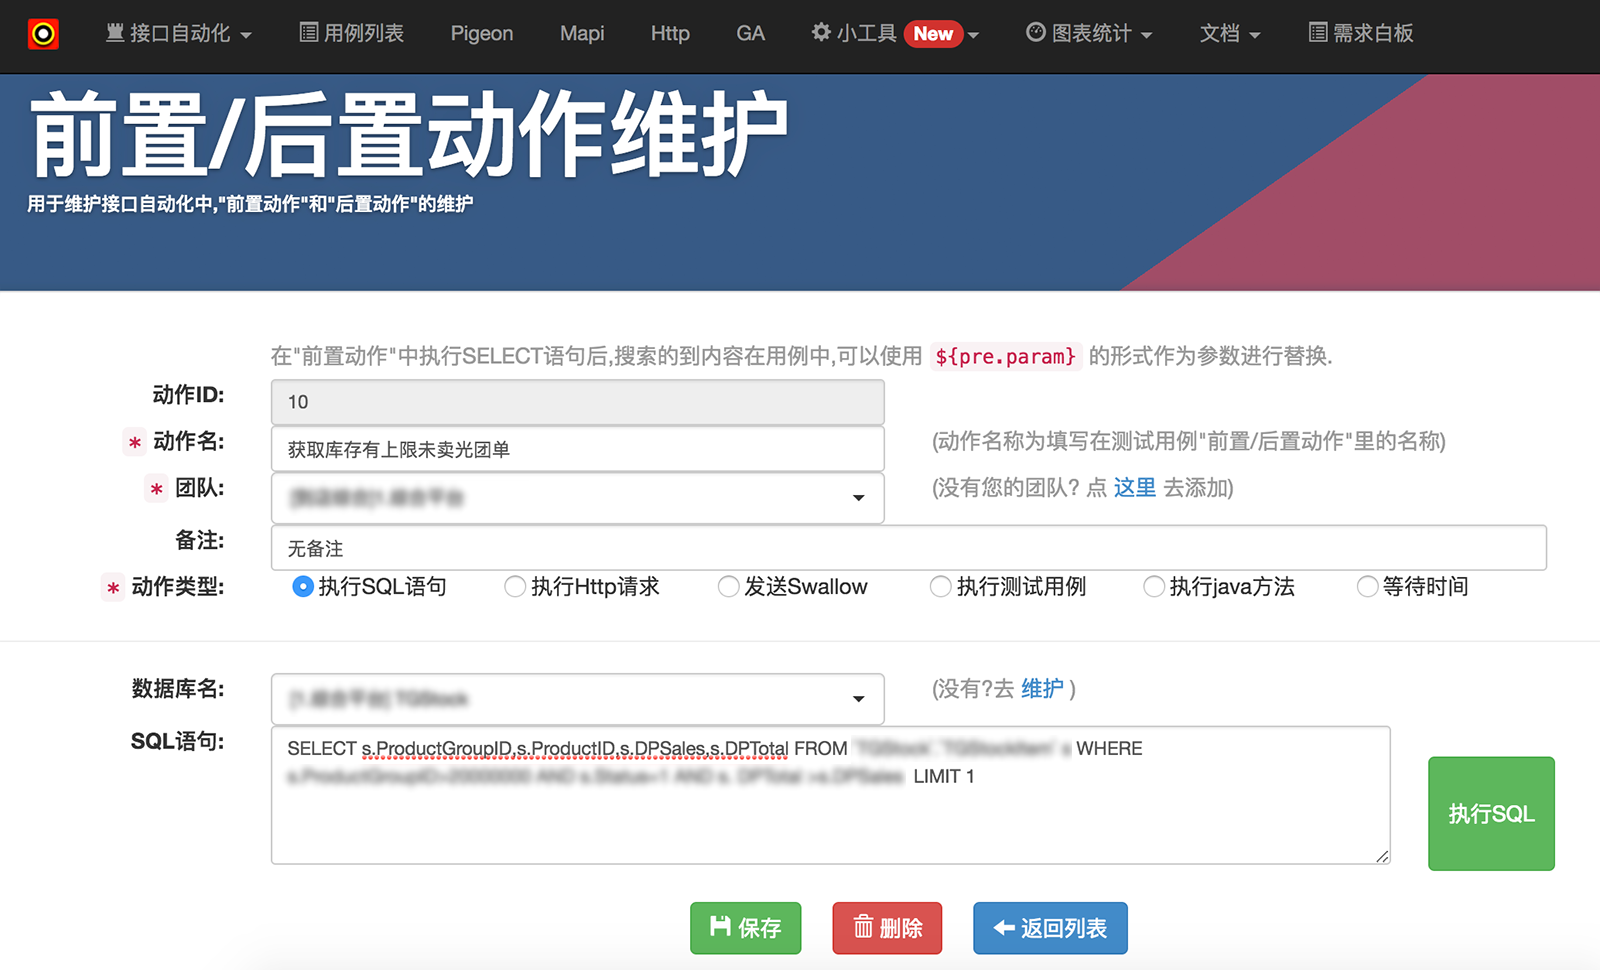 接口自动化 用例列表 Pigeon Mapi Http GA 小工具 New 图表统计 文档 需求白板
前置/后置动作维护
用于维护接口自动化中,"前置动作"和"后置动作"的维护
在"前置动作"中执行SELECT语句后,搜索的到内容在用例中,可以使用 ${pre.param} 的形式作为参数进行替换.
动作ID: 10
* 动作名: 获取库存有上限未卖光团单 (动作名称为填写在测试用例"前置/后置动作"里的名称)
* 团队: (没有您的团队? 点 这里 去添加)
备注: 无备注
* 动作类型: 执行SQL语句 执行Http请求 发送Swallow 执行测试用例 执行java方法 等待时间
数据库名: (没有?去 维护 )
SQL语句: SELECT s.ProductGroupID,s.ProductID,s.DPSales,s.DPTotal FROM WHERE
LIMIT 1
执行SQL
保存 删除 返回列表